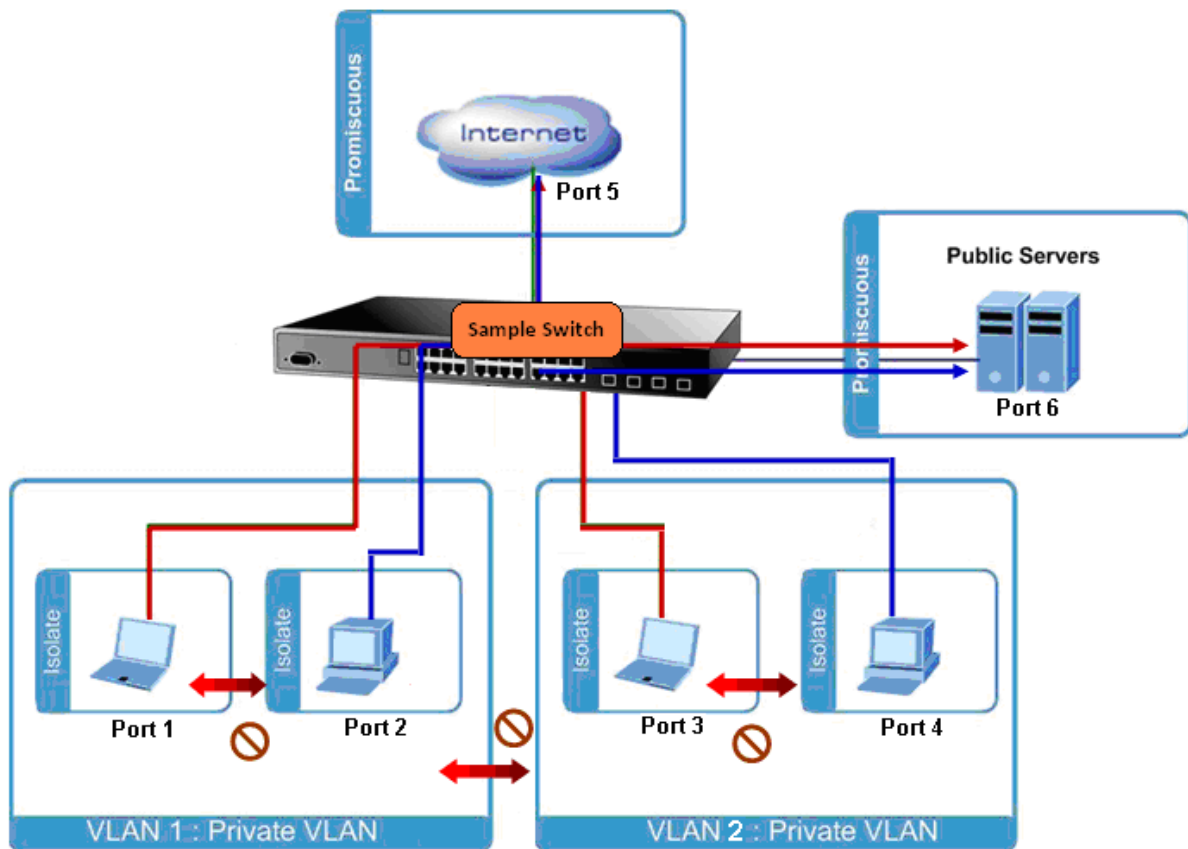 Promiscuous
Internet
Port 5
Promiscuous
Public Servers
Port 6
Sample Switch
Isolate
Port 1
Isolate
Port 2
Isolate
Port 3
Isolate
Port 4
VLAN 1 : Private VLAN
VLAN 2 : Private VLAN